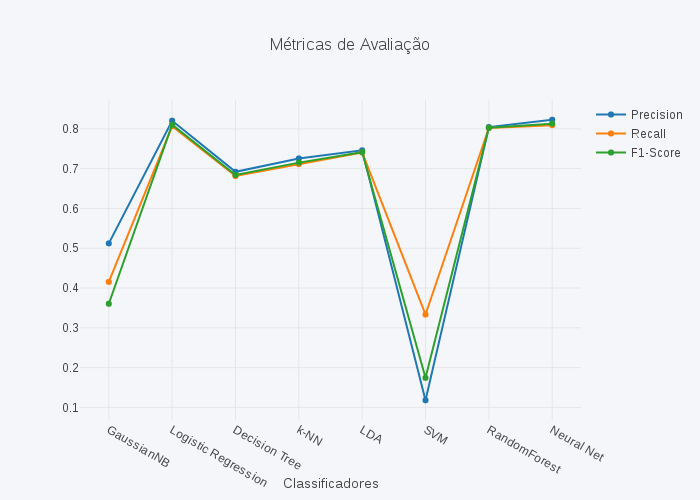 Métricas de Avaliação
Precision
Recall
F1-Score
0.8
0.7
0.6
0.5
0.4
0.3
0.2
0.1
GaussianNB
Logistic Regression
Decision Tree
k-NN
LDA
SVM
RandomForest
Neural Net
Classificadores